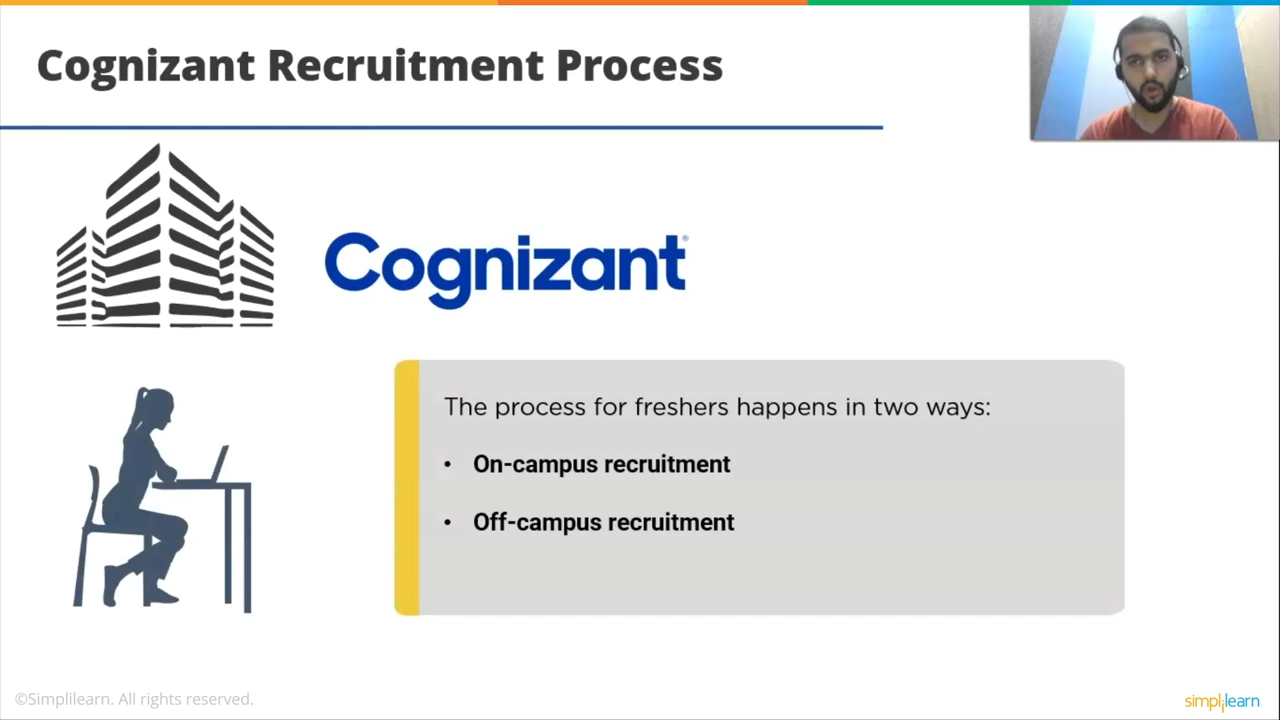 Cognizant Recruitment Process
Cognizant®
The process for freshers happens in two ways:
• On-campus recruitment
• Off-campus recruitment
©Simplilearn. All rights reserved.
simplilearn